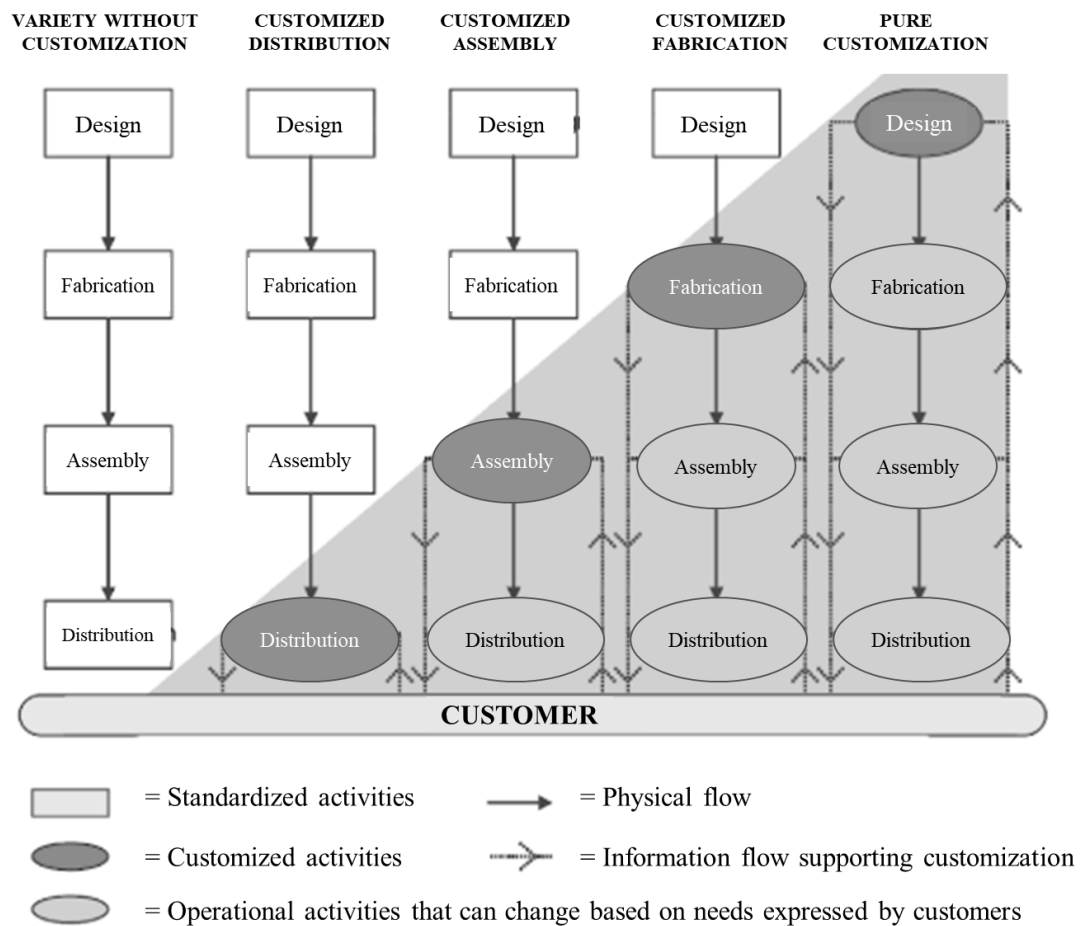 VARIETY WITHOUT
CUSTOMIZATION
CUSTOMIZED
DISTRIBUTION
CUSTOMIZED
ASSEMBLY
CUSTOMIZED
FABRICATION
PURE
CUSTOMIZATION
Design
Design
Design
Design
Design
Fabrication
Fabrication
Fabrication
Fabrication
Fabrication
Assembly
Assembly
Assembly
Assembly
Assembly
Distribution
Distribution
Distribution
Distribution
Distribution
CUSTOMER
= Standardized activities
= Physical flow
= Customized activities
= Information flow supporting customization
= Operational activities that can change based on needs expressed by customers